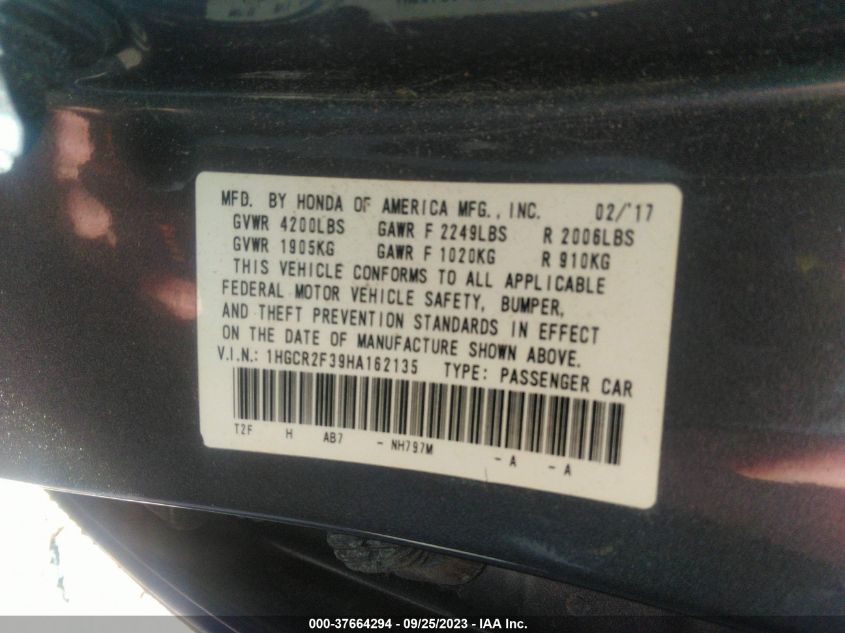 MFD. BY HONDA OF AMERICA MFG., INC. 02/'17
GVWR 4200LBS GAWR F 2249LBS R 2006LBS
GVWR 1905KG GAWR F 1020KG R 910KG
THIS VEHICLE CONFORMS TO ALL APPLICABLE
FEDERAL MOTOR VEHICLE SAFETY, BUMPER,
AND THEFT PREVENTION STANDARDS IN EFFECT
ON THE DATE OF MANUFACTURE SHOWN ABOVE.
V.I.N.: 1HGCR2F39HA162135 TYPE: PASSENGER CAR
T2F H AB7 - NH797M - A - A
000-37664294 - 09/25/2023 - IAA Inc.